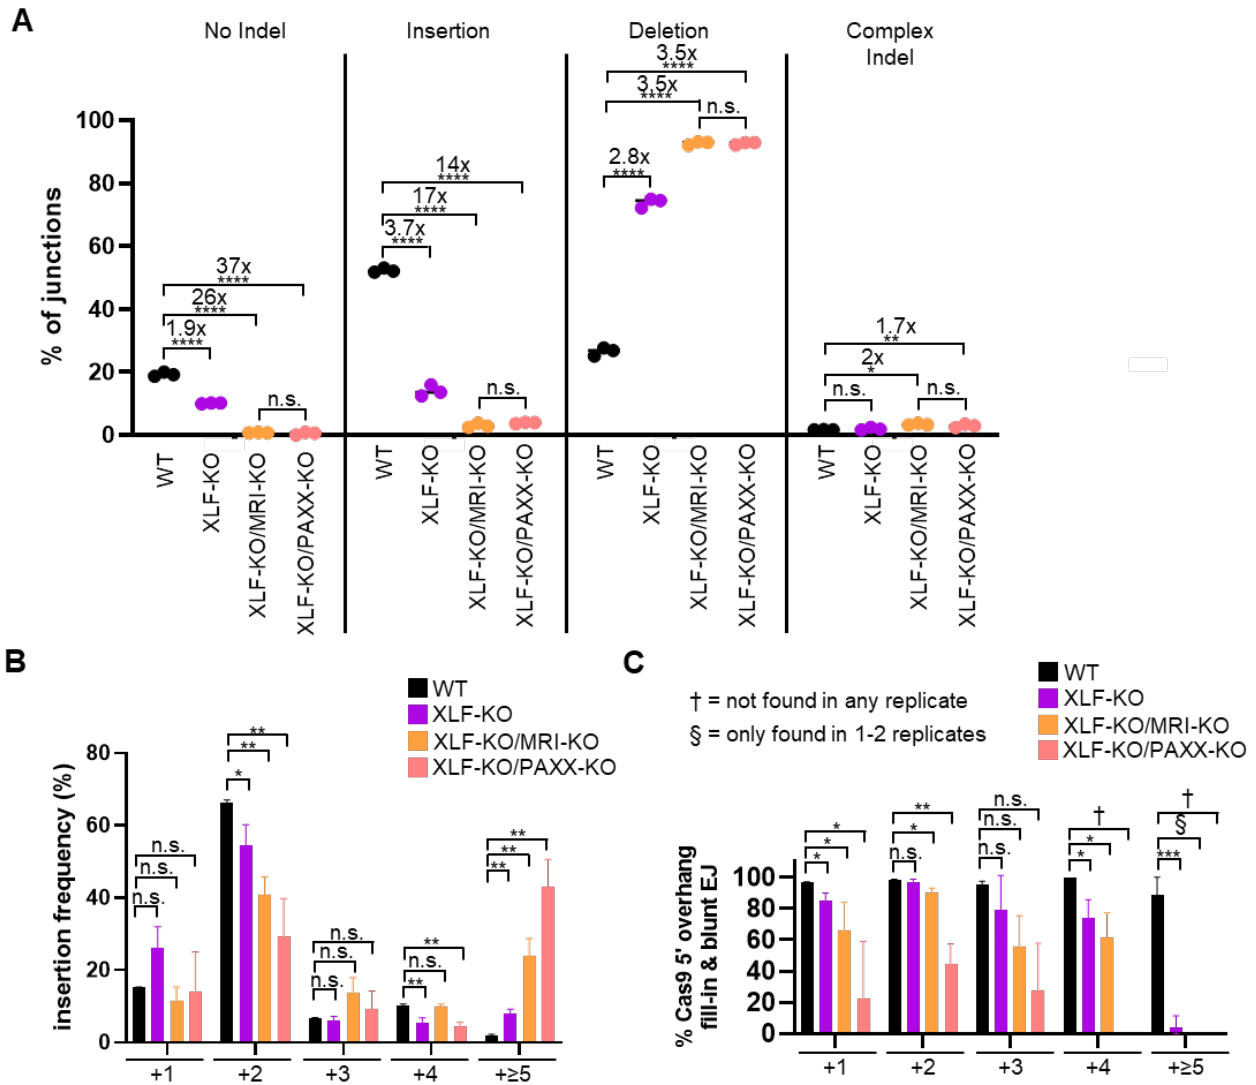 A
No Indel
Insertion
Deletion
Complex
Indel
% of junctions
100
80
60
40
20
0
37x
****
26x
****
1.9x
****
n.s.
14x
****
17x
****
3.7x
****
n.s.
3.5x
****
3.5x
****
n.s.
2.8x
****
1.7x
**
2x
*
n.s.
n.s.
WT
XLF-KO
XLF-KO/MRI-KO
XLF-KO/PAXX-KO
WT
XLF-KO
XLF-KO/MRI-KO
XLF-KO/PAXX-KO
WT
XLF-KO
XLF-KO/MRI-KO
XLF-KO/PAXX-KO
WT
XLF-KO
XLF-KO/MRI-KO
XLF-KO/PAXX-KO
B
WT
XLF-KO
XLF-KO/MRI-KO
XLF-KO/PAXX-KO
insertion frequency (%)
80
60
40
20
0
n.s.
n.s.
n.s.
**
**
*
n.s.
n.s.
n.s.
**
n.s.
**
**
**
**
+1
+2
+3
+4
+≥5
C
† = not found in any replicate
§ = only found in 1-2 replicates
WT
XLF-KO
XLF-KO/MRI-KO
XLF-KO/PAXX-KO
% Cas9 5' overhang
fill-in & blunt EJ
100
80
60
40
20
0
*
*
*
**
*
n.s.
n.s.
n.s.
n.s.
†
*
*
†
§
***
+1
+2
+3
+4
+≥5